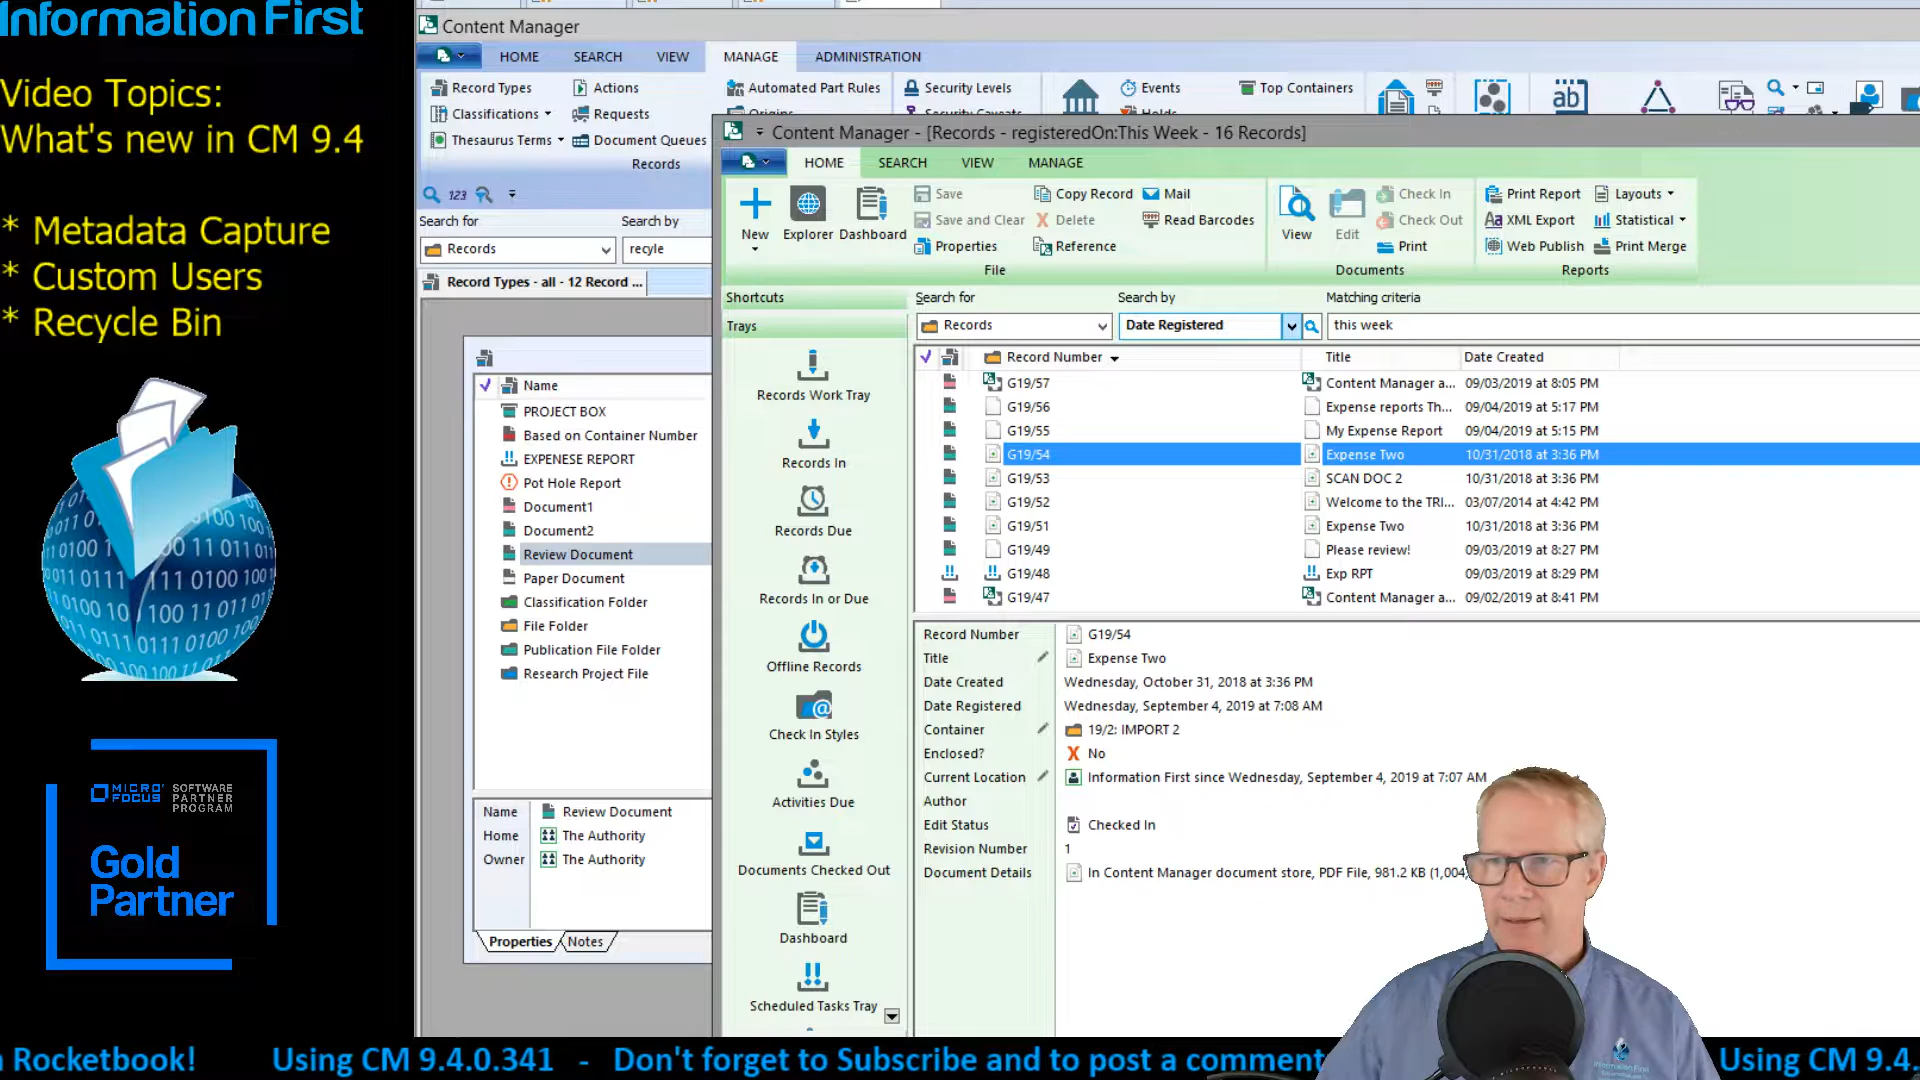 Information First
Video Topics:
What's new in CM 9.4
* Metadata Capture
* Custom Users
* Recycle Bin
MICRO FOCUS
SOFTWARE PARTNER PROGRAM
Gold Partner
Content Manager
HOME SEARCH VIEW MANAGE ADMINISTRATION
Record Types Actions Automated Part Rules Security Levels Events Top Containers
Classifications Requests
Thesaurus Terms Document Queues
Records
123
Search for Search by
Records recyle
Record Types - all - 12 Record ...
Name
PROJECT BOX
Based on Container Number
EXPENESE REPORT
Pot Hole Report
Document1
Document2
Review Document
Paper Document
Classification Folder
File Folder
Publication File Folder
Research Project File
Name Review Document
Home The Authority
Owner The Authority
Properties Notes
Content Manager - [Records - registeredOn:This Week - 16 Records]
HOME SEARCH VIEW MANAGE
New Explorer Dashboard
Save Copy Record Mail
Save and Clear Delete Read Barcodes
Properties Reference
File
View Edit Check In
Check Out
Print
Documents
Print Report Layouts
XML Export Statistical
Web Publish Print Merge
Reports
Shortcuts
Trays
Records Work Tray
Records In
Records Due
Records In or Due
Offline Records
Check In Styles
Activities Due
Documents Checked Out
Dashboard
Scheduled Tasks Tray
Search for Search by Matching criteria
Records Date Registered this week
Record Number Title Date Created
G19/57 Content Manager a... 09/03/2019 at 8:05 PM
G19/56 Expense reports Th... 09/04/2019 at 5:17 PM
G19/55 My Expense Report 09/04/2019 at 5:15 PM
G19/54 Expense Two 10/31/2018 at 3:36 PM
G19/53 SCAN DOC 2 10/31/2018 at 3:36 PM
G19/52 Welcome to the TRI... 03/07/2014 at 4:42 PM
G19/51 Expense Two 10/31/2018 at 3:36 PM
G19/49 Please review! 09/03/2019 at 8:27 PM
G19/48 Exp RPT 09/03/2019 at 8:29 PM
G19/47 Content Manager a... 09/02/2019 at 8:41 PM
Record Number G19/54
Title Expense Two
Date Created Wednesday, October 31, 2018 at 3:36 PM
Date Registered Wednesday, September 4, 2019 at 7:08 AM
Container 19/2: IMPORT 2
Enclosed? No
Current Location Information First since Wednesday, September 4, 2019 at 7:07 AM
Author
Edit Status Checked In
Revision Number 1
Document Details In Content Manager document store, PDF File, 981.2 KB (1,004,
Rocketbook! Using CM 9.4.0.341 - Don't forget to Subscribe and to post a comment Using CM 9.4.